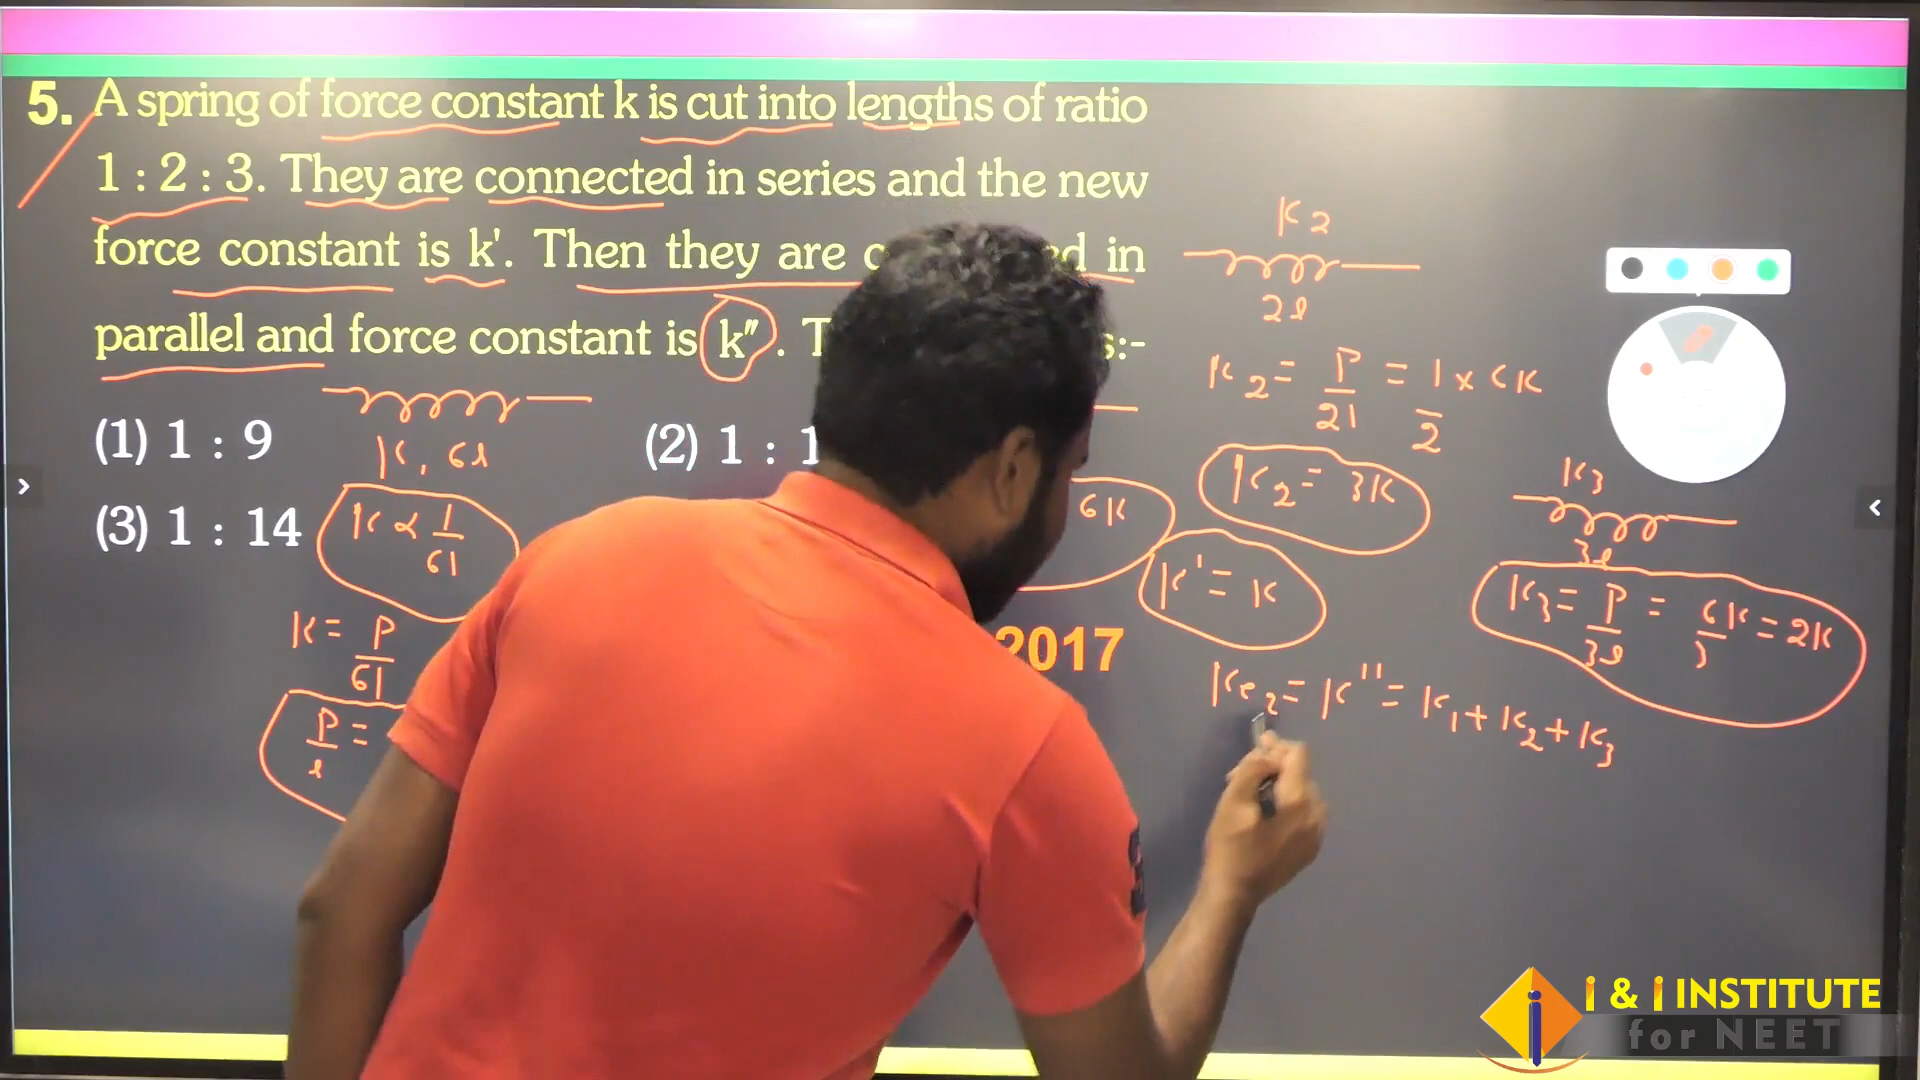 5. A spring of force constant k is cut into lengths of ratio
1 : 2 : 3. They are connected in series and the new
force constant is k'. Then they are in
parallel and force constant is k" .
(1) 1 : 9
(2) 1 :
(3) 1 : 14
2017
K, 6l
K α 1/6l
K = P/6l
P/l =
6K
K' = K
K2
2l
K2 = P/2l = 1/2 x 6K
K2 = 3K
K3
3l
K3 = P/3l = 6K/3 = 2K
Ke2 = K'' = K1 + K2 + K3
i & i INSTITUTE
for NEET